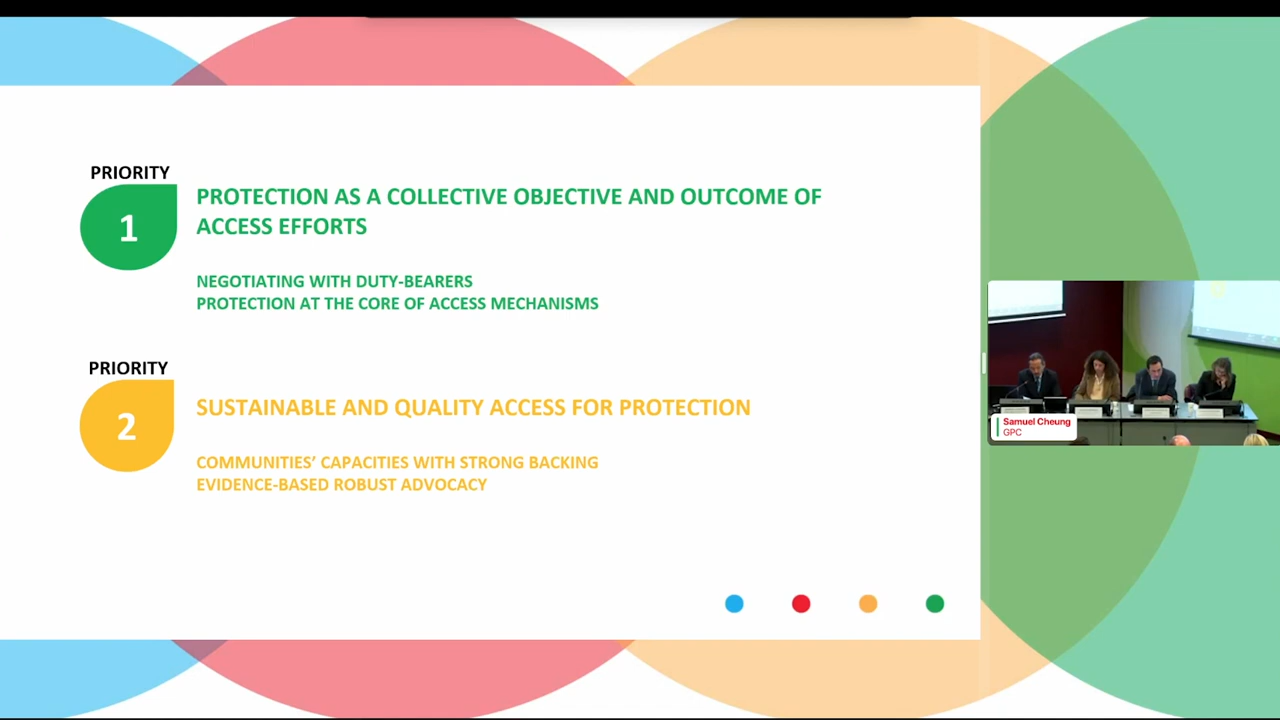 PRIORITY
1
PROTECTION AS A COLLECTIVE OBJECTIVE AND OUTCOME OF
ACCESS EFFORTS
NEGOTIATING WITH DUTY-BEARERS
PROTECTION AT THE CORE OF ACCESS MECHANISMS
PRIORITY
2
SUSTAINABLE AND QUALITY ACCESS FOR PROTECTION
COMMUNITIES’ CAPACITIES WITH STRONG BACKING
EVIDENCE-BASED ROBUST ADVOCACY
Samuel Cheung
GPC